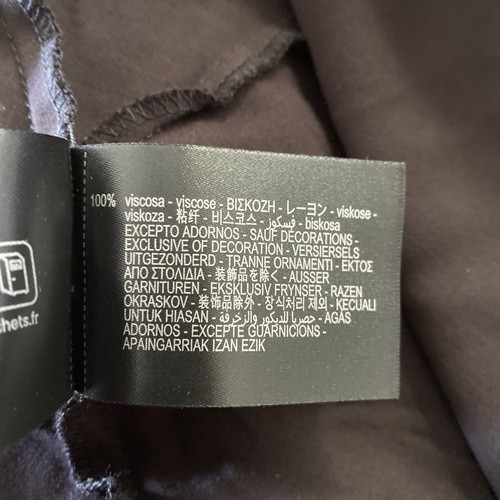 100% viscosa - viscose - ΒΙΣΚΟΖΗ - レーヨン - viskose -
viskoza - 粘纤 - 비스코스 - فسكوز - biskosa
EXCEPTO ADORNOS - SAUF DÉCORATIONS -
EXCLUSIVE OF DECORATION - VERSIERSELS
UITGEZONDERD - TRANNE ORNAMENTI - ΕΚΤΟΣ
ΑΠΟ ΣΤΟΛΙΔΙΑ - 装飾品を除く - AUSSER
GARNITUREN - EKSKLUSIV FRYNSER - RAZEN
OKRASKOV - 装饰品除外 - 장식처리 제외 - KECUALI
UNTUK HIASAN - حصريا للديكور والزخرفة - AGAS
ADORNOS - EXCEPTE GUARNICIONS -
APAINGARRIAK IZAN EZIK
chets.fr